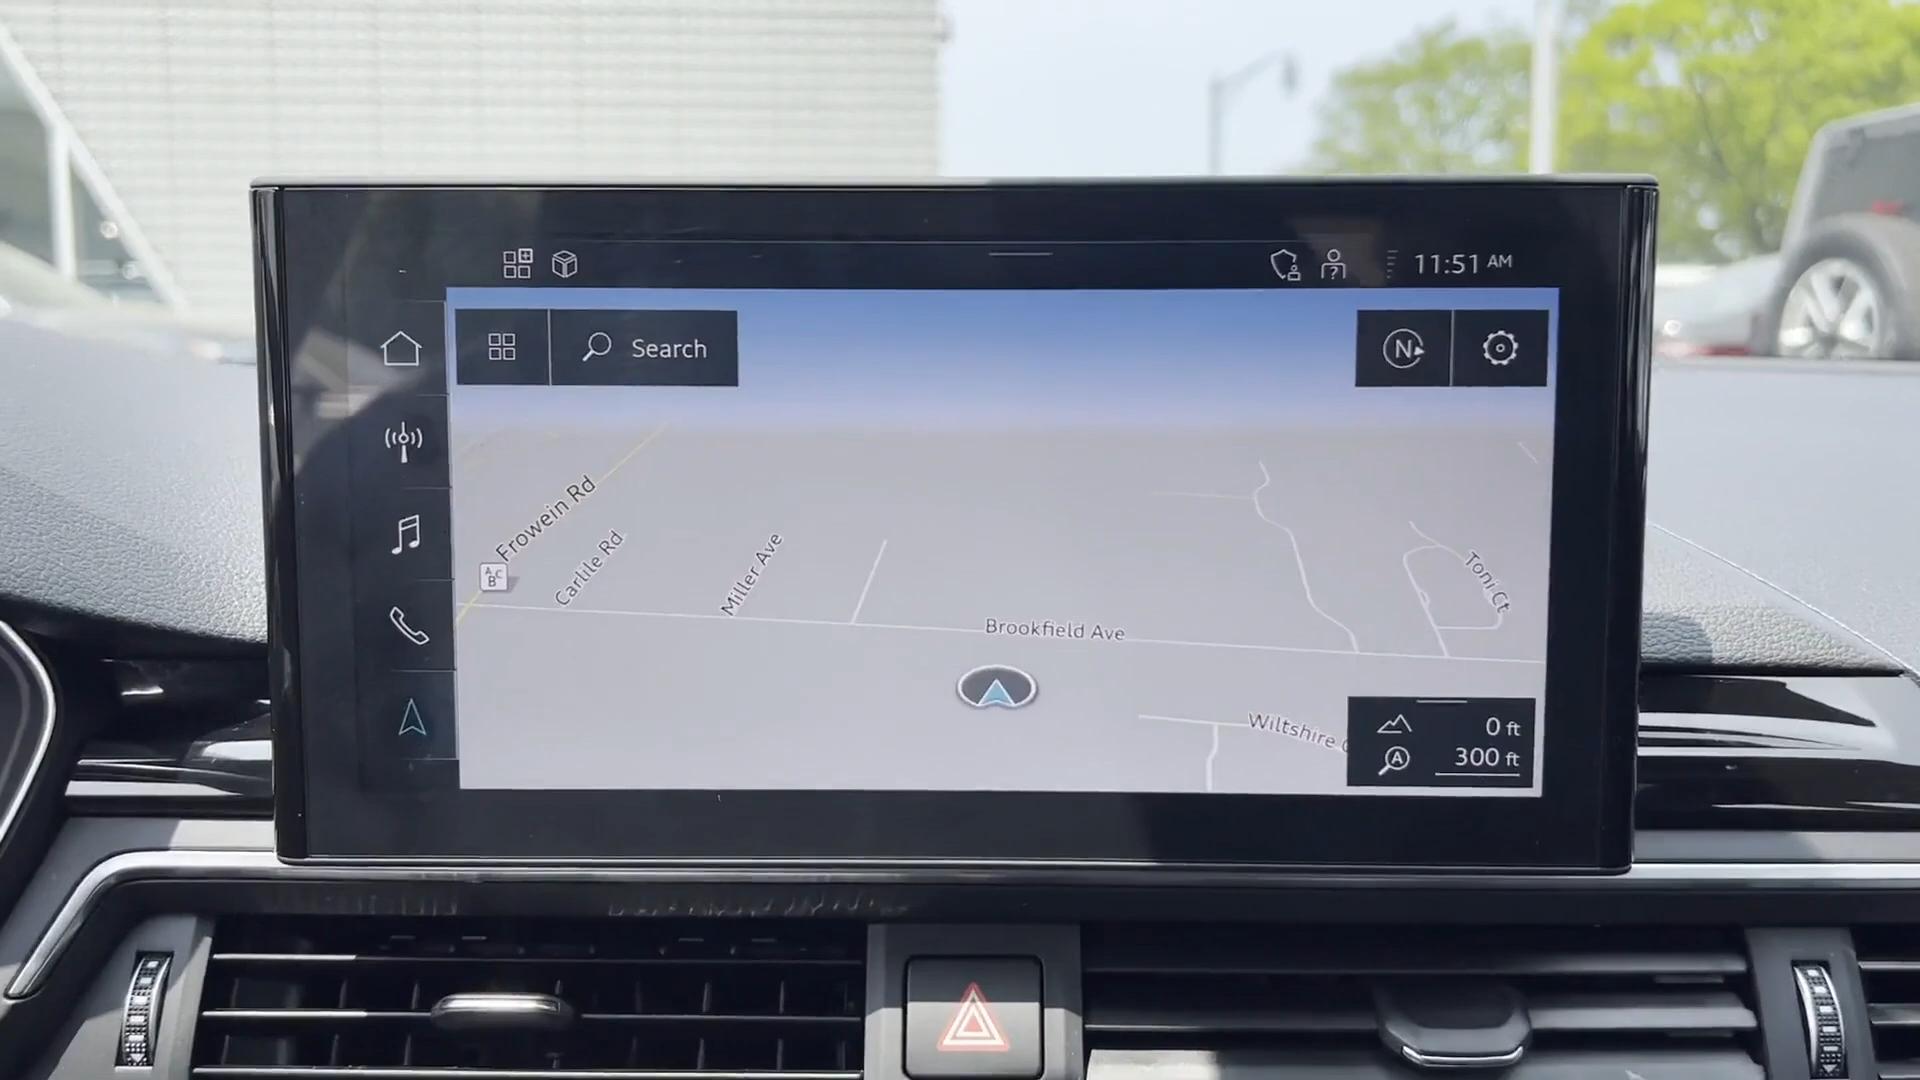 11:51 AM
Search
N
Frowein Rd
Carlile Rd
Miller Ave
Toni Ct
A C
B
Brookfield Ave
Wiltshire
0 ft
A
300 ft